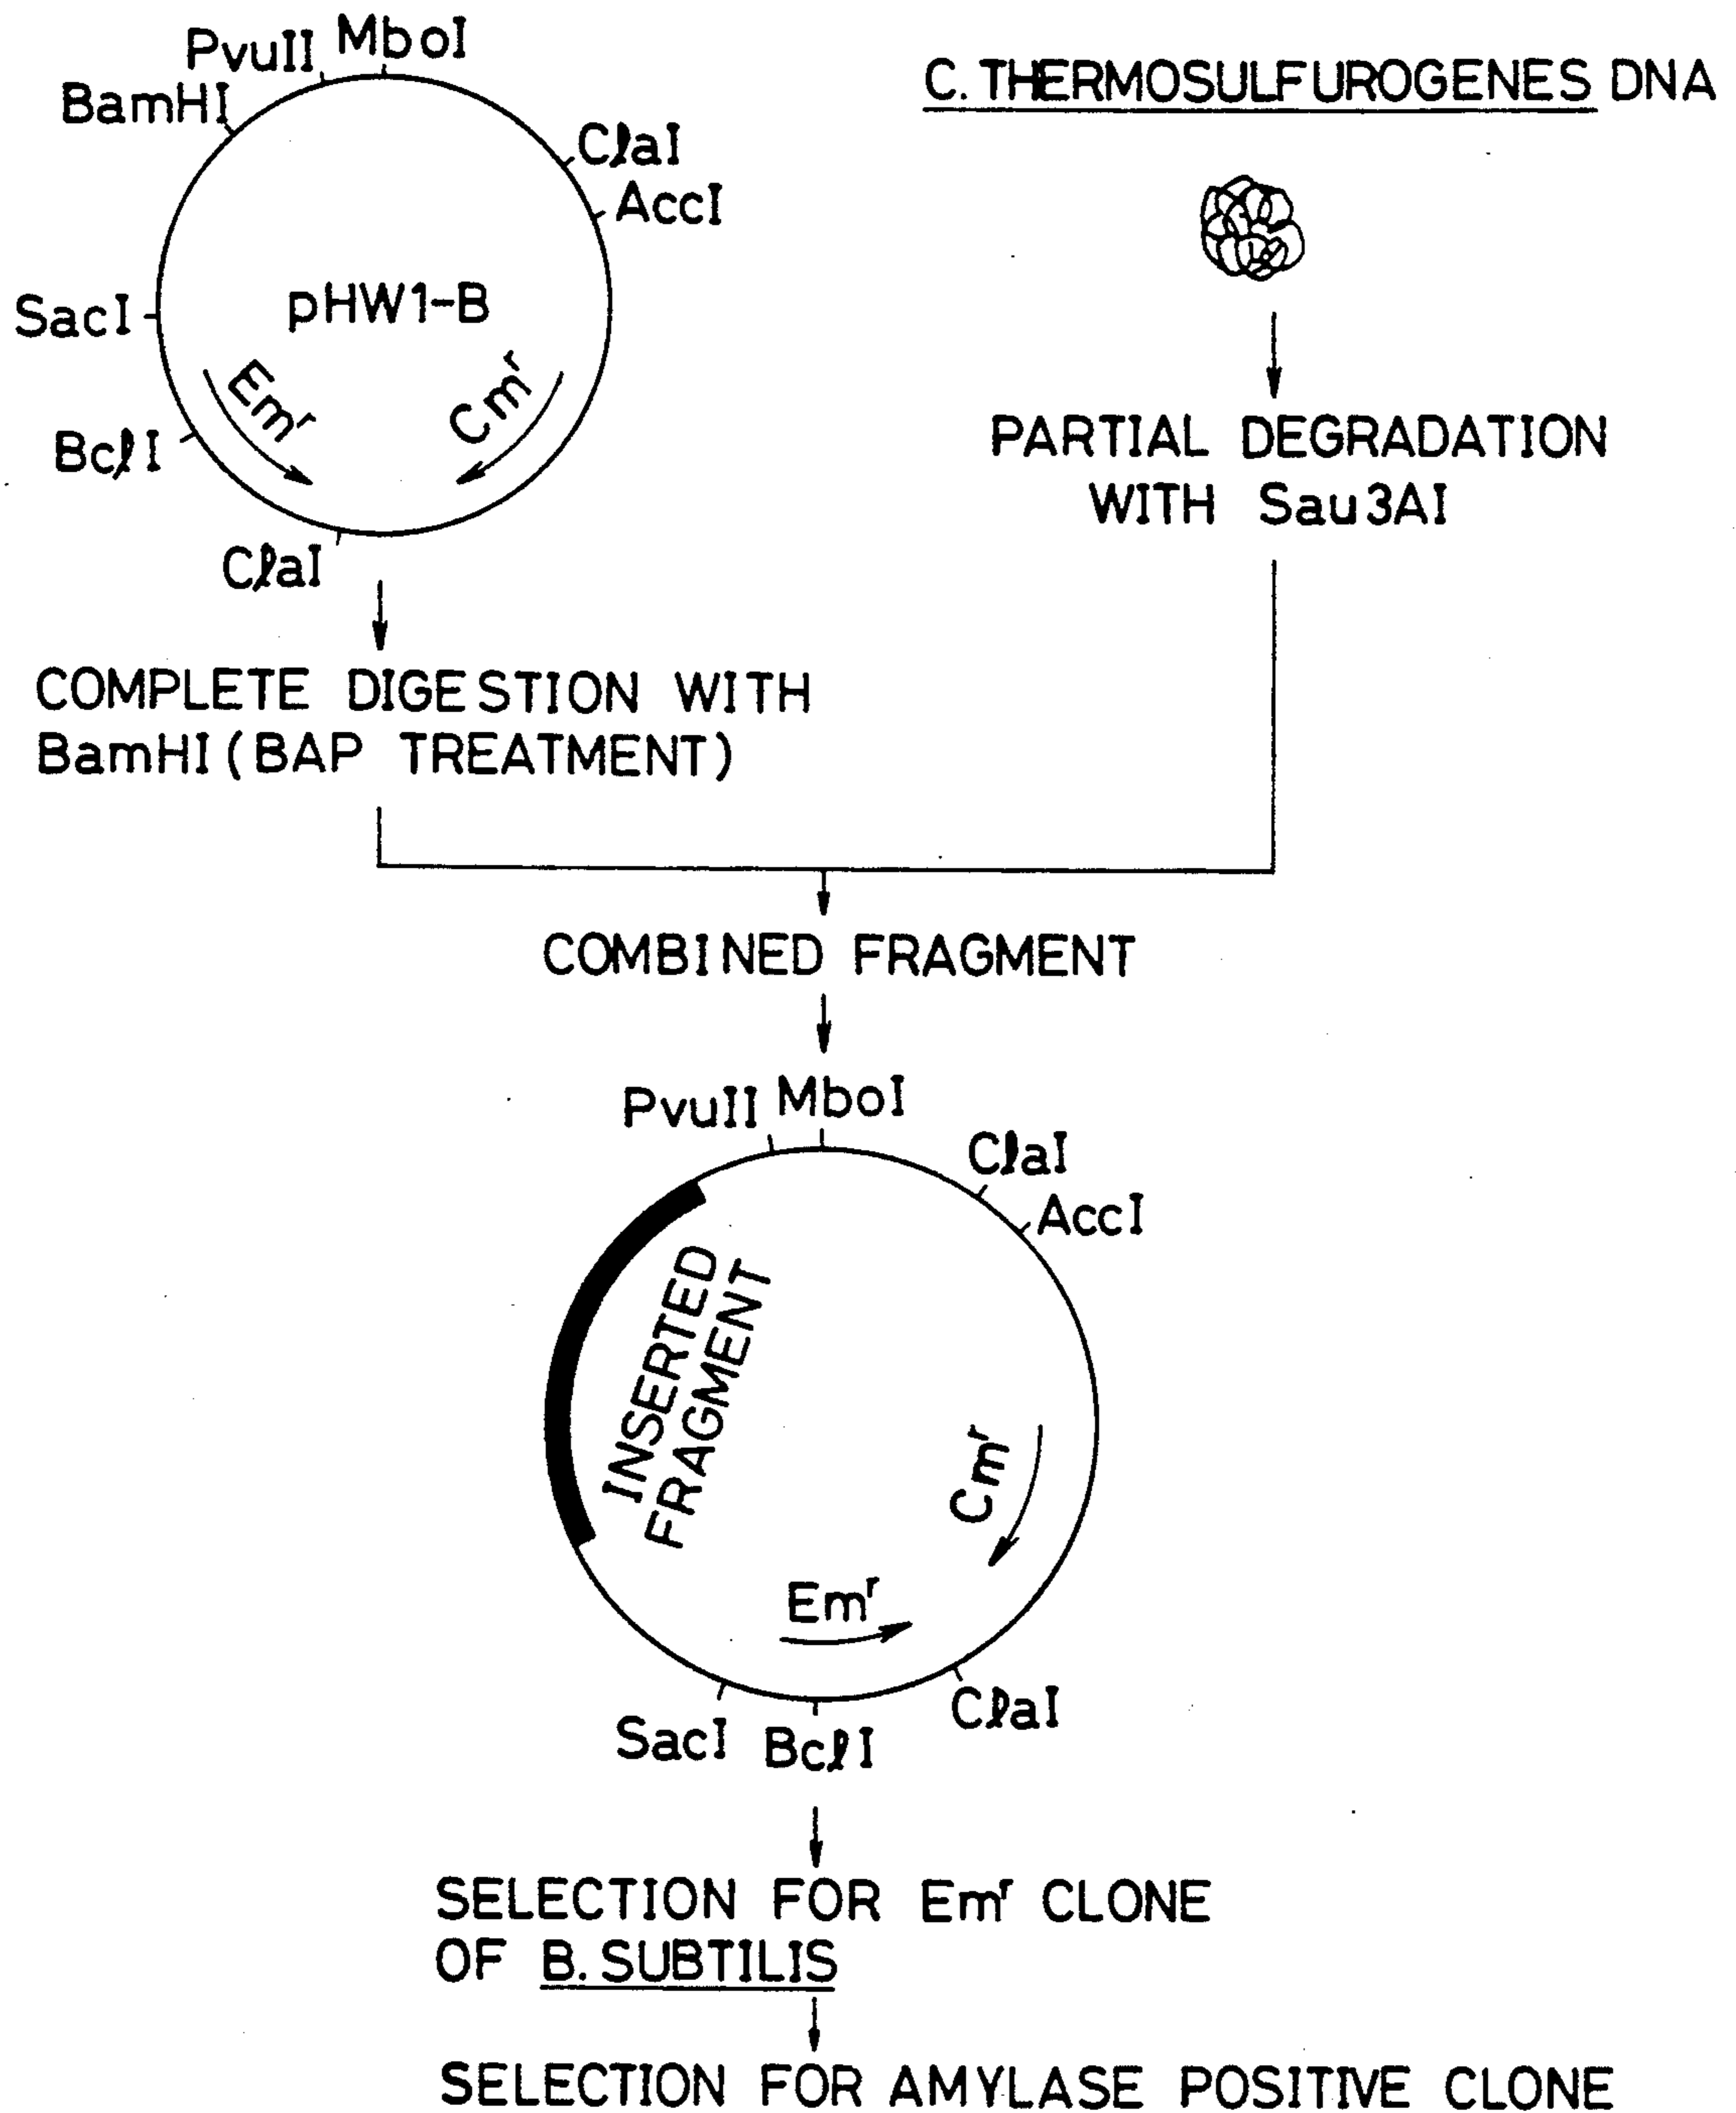 PvuII MboI
BamHI
ClaI
AccI
SacI
pHW1-B
Emʳ
Cmʳ
BclI
ClaI
C. THERMOSULFUROGENES DNA
PARTIAL DEGRADATION
WITH Sau3AI
COMPLETE DIGESTION WITH
BamHI (BAP TREATMENT)
COMBINED FRAGMENT
PvuII MboI
ClaI
AccI
INSERTED
FRAGMENT
Cmʳ
Emʳ
ClaI
SacI BclI
SELECTION FOR Emʳ CLONE
OF B. SUBTILIS
SELECTION FOR AMYLASE POSITIVE CLONE